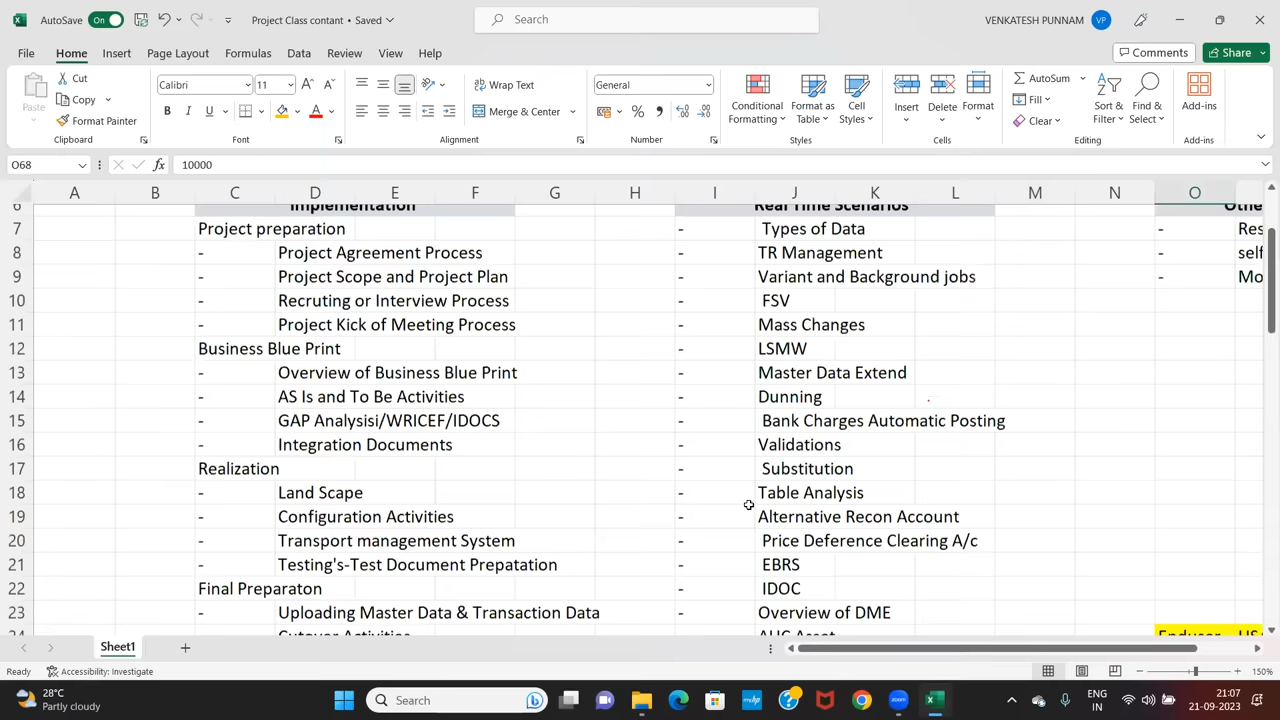 AutoSave On Project Class contant • Saved Search VENKATESH PUNNAM VP
File Home Insert Page Layout Formulas Data Review View Help Comments Share
Paste Cut Copy Format Painter Clipboard
Calibri 11 A A B I U A Font
Wrap Text Merge & Center Alignment
General % , Number
Conditional Formatting Format as Table Cell Styles Styles
Insert Delete Format Cells
AutoSum Fill Clear Sort & Filter Find & Select Editing
Add-ins Add-ins
O68 fx 10000
A B C D E F G H I J K L M N O
6 Implementation Real Time Scenarios Othe
7 Project preparation - Types of Data - Res
8 - Project Agreement Process - TR Management - self
9 - Project Scope and Project Plan - Variant and Background jobs - Mo
10 - Recruting or Interview Process - FSV
11 - Project Kick of Meeting Process - Mass Changes
12 Business Blue Print - LSMW
13 - Overview of Business Blue Print - Master Data Extend
14 - AS Is and To Be Activities - Dunning
15 - GAP Analysisi/WRICEF/IDOCS - Bank Charges Automatic Posting
16 - Integration Documents - Validations
17 Realization - Substitution
18 - Land Scape - Table Analysis
19 - Configuration Activities - Alternative Recon Account
20 - Transport management System - Price Deference Clearing A/c
21 - Testing's-Test Document Prepatation - EBRS
22 Final Preparaton - IDOC
23 - Uploading Master Data & Transaction Data - Overview of DME
24 - Cutover Activities - AUC Asset Enduser
Sheet1
Ready Accessibility: Investigate 150%
28°C Partly cloudy Search ENG IN 21:07 21-09-2023